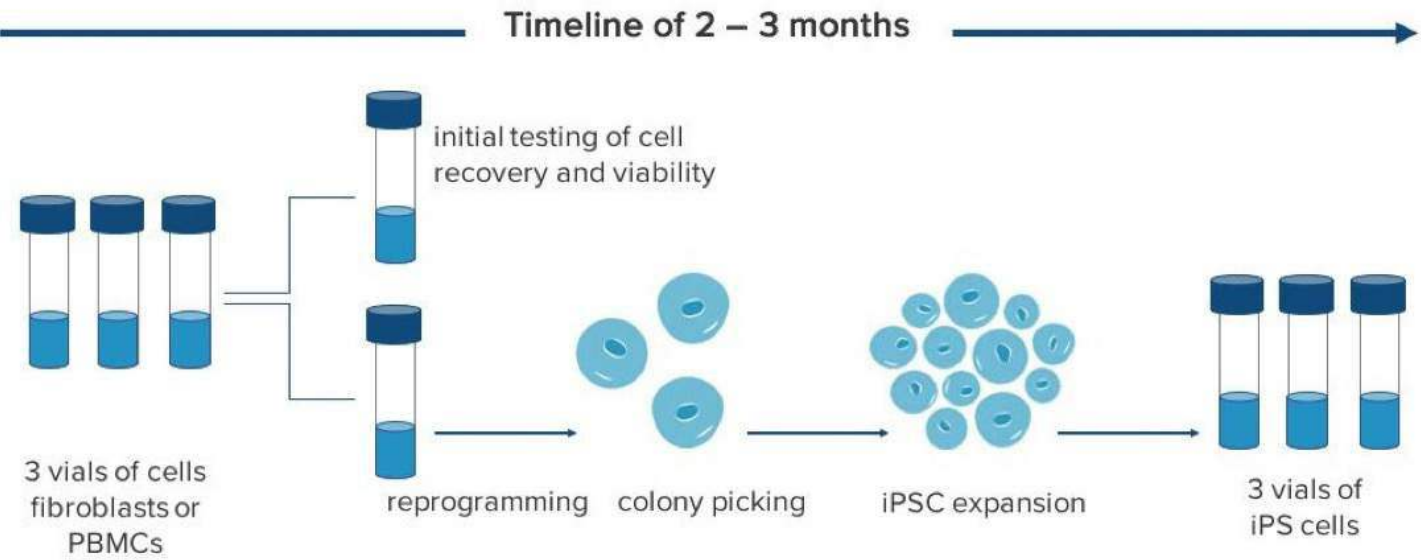 Timeline of 2 – 3 months
initial testing of cell
recovery and viability
3 vials of cells
fibroblasts or
PBMCs
reprogramming
colony picking
iPSC expansion
3 vials of
iPS cells